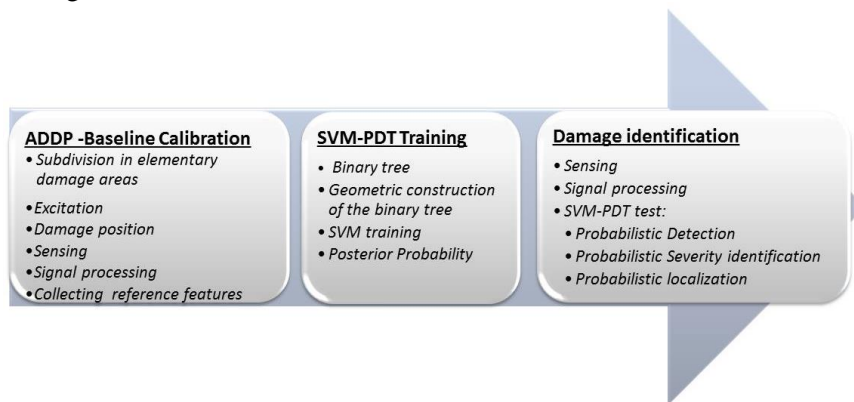 ADDP -Baseline Calibration
• Subdivision in elementary
damage areas
•Excitation
•Damage position
•Sensing
•Signal processing
•Collecting reference features
SVM-PDT Training
• Binary tree
• Geometric construction
of the binary tree
• SVM training
• Posterior Probability
Damage identification
• Sensing
• Signal processing
• SVM-PDT test:
• Probabilistic Detection
• Probabilistic Severity identification
• Probabilistic localization